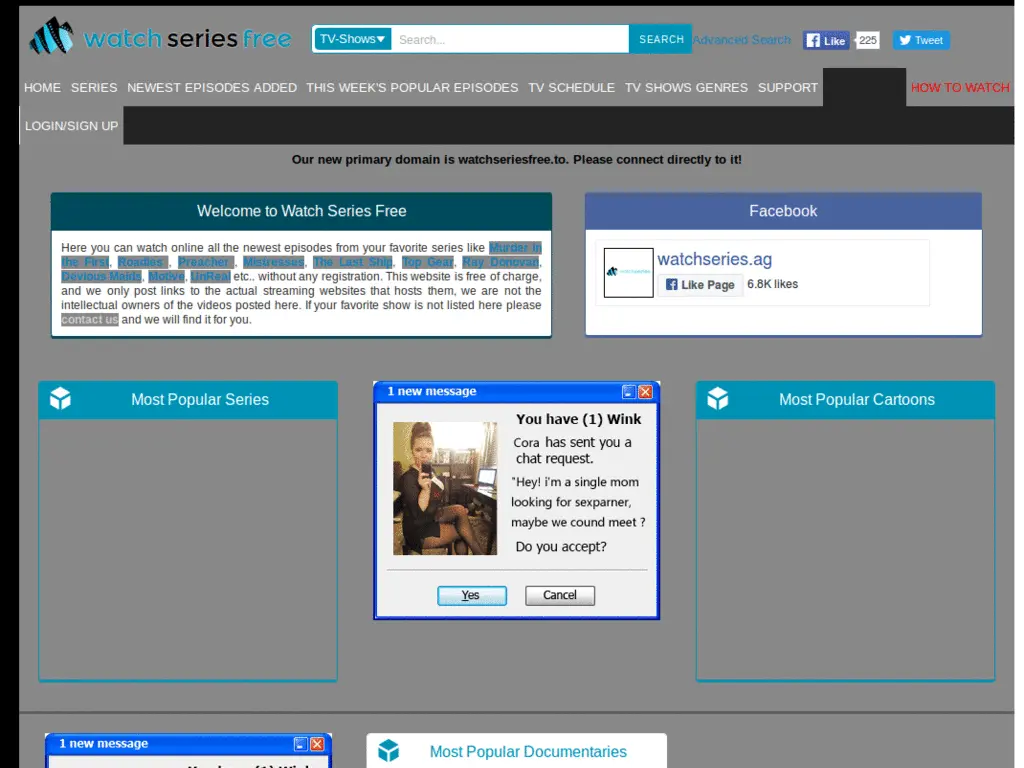 watch series free
TV-Shows▾
Search...
SEARCH
Advanced Search
Like
225
Tweet
HOME SERIES NEWEST EPISODES ADDED THIS WEEK'S POPULAR EPISODES TV SCHEDULE TV SHOWS GENRES SUPPORT HOW TO WATCH
LOGIN/SIGN UP
Our new primary domain is watchseriesfree.to. Please connect directly to it!
Welcome to Watch Series Free
Here you can watch online all the newest episodes from your favorite series like Murder in
the First, Roadies , Preacher , Mistresses, The Last Ship, Top Gear, Ray Donovan,
Devious Maids, Motive, UnReal etc.. without any registration. This website is free of charge,
and we only post links to the actual streaming websites that hosts them, we are not the
intellectual owners of the videos posted here. If your favorite show is not listed here please
contact us and we will find it for you.
Facebook
watchseries.ag
Like Page
6.8K likes
Most Popular Series
1 new message
You have (1) Wink
Cora has sent you a
chat request.
"Hey! i'm a single mom
looking for sexparner,
maybe we cound meet ?
Do you accept?
Yes
Cancel
Most Popular Cartoons
1 new message
Most Popular Documentaries